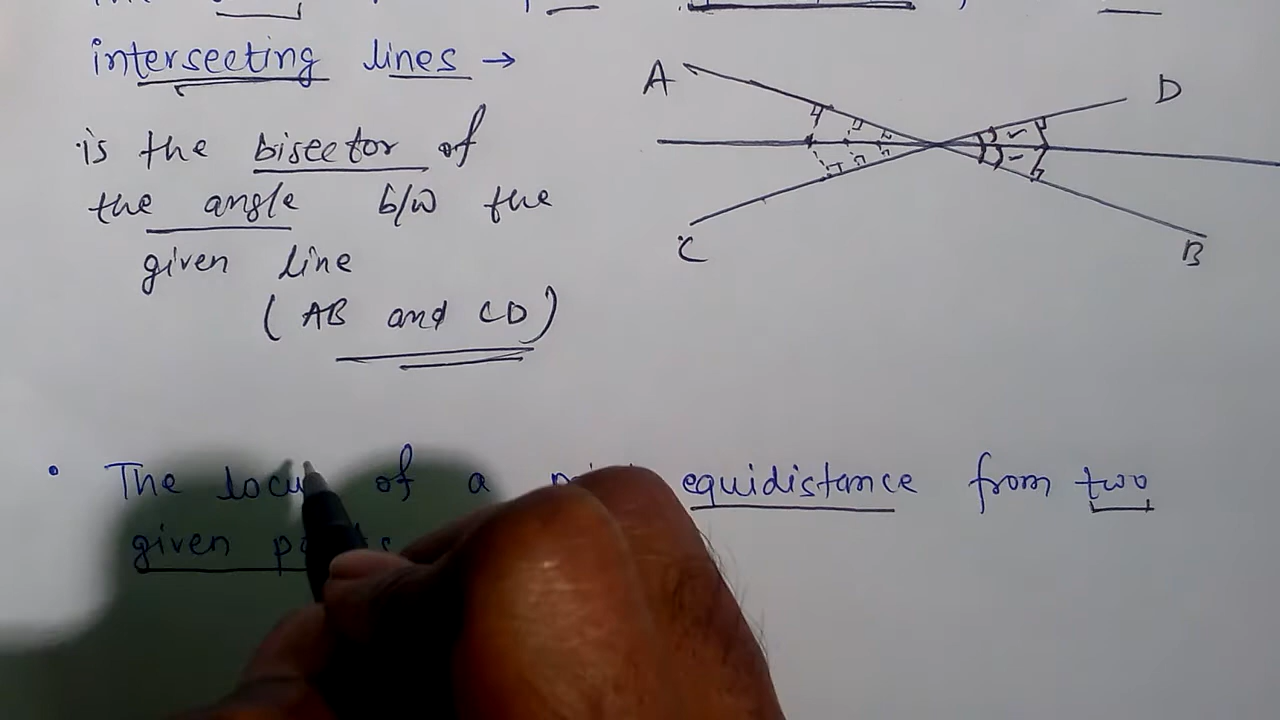 intersecting lines →
is the bisector of
the angle b/w the
given line
(AB and CD)
A
D
C
B
• The locus of a equidistance from two
given